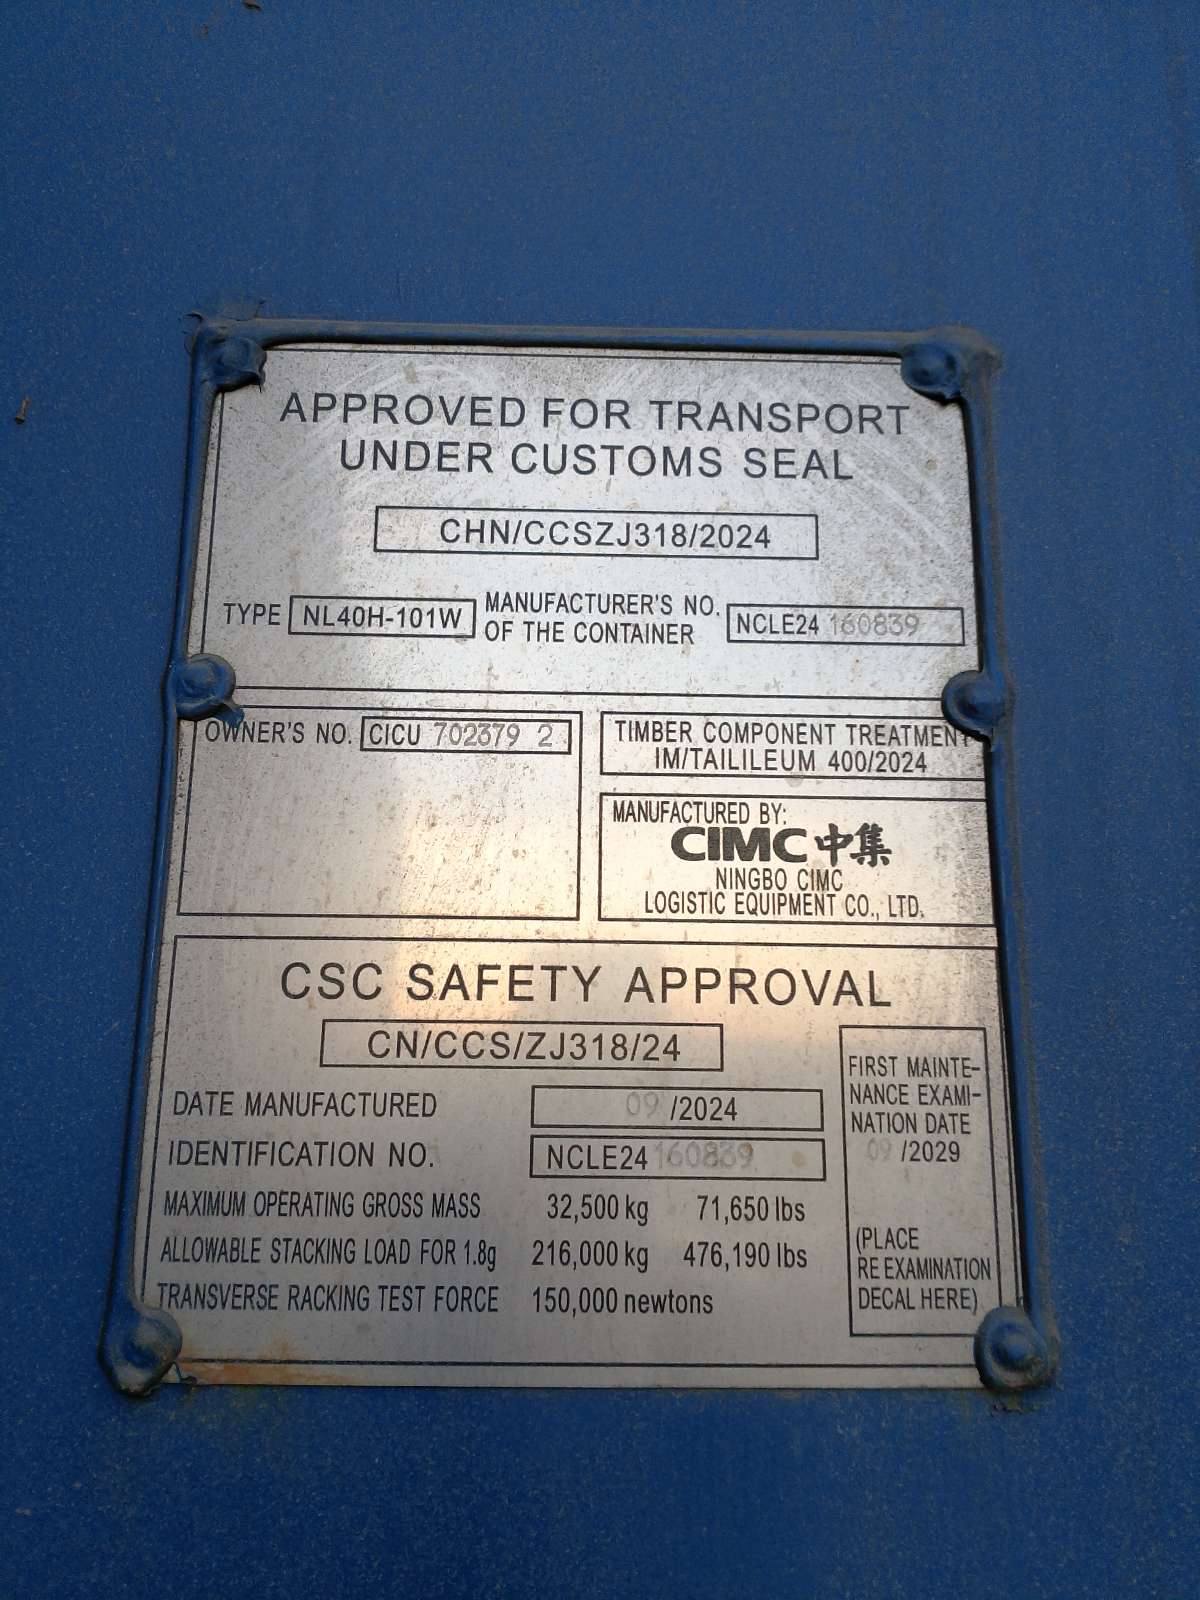 APPROVED FOR TRANSPORT
UNDER CUSTOMS SEAL
CHN/CCSZJ318/2024
TYPE NL40H-101W MANUFACTURER'S NO. OF THE CONTAINER NCLE24 160839
OWNER'S NO. CICU 702379 2
TIMBER COMPONENT TREATMENT
IM/TAILILEUM 400/2024
MANUFACTURED BY:
CIMC 中集
NINGBO CIMC
LOGISTIC EQUIPMENT CO., LTD.
CSC SAFETY APPROVAL
CN/CCS/ZJ318/24
DATE MANUFACTURED 09 /2024
IDENTIFICATION NO. NCLE24 160839
MAXIMUM OPERATING GROSS MASS 32,500 kg 71,650 lbs
ALLOWABLE STACKING LOAD FOR 1.8g 216,000 kg 476,190 lbs
TRANSVERSE RACKING TEST FORCE 150,000 newtons
FIRST MAINTE-
NANCE EXAMI-
NATION DATE
09 /2029
(PLACE
RE EXAMINATION
DECAL HERE)